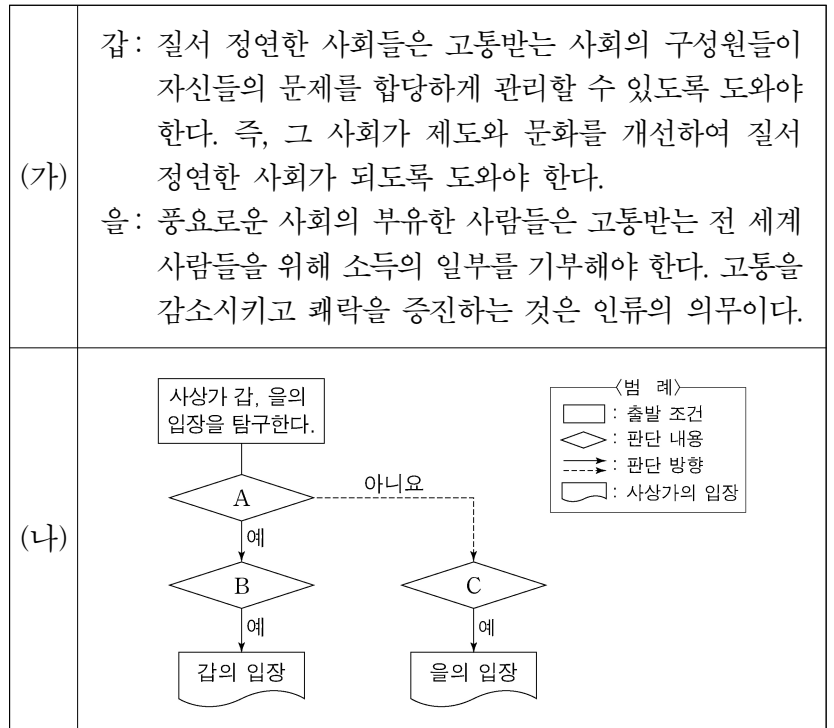 (가)
갑: 질서 정연한 사회들은 고통받는 사회의 구성원들이
자신들의 문제를 합당하게 관리할 수 있도록 도와야
한다. 즉, 그 사회가 제도와 문화를 개선하여 질서
정연한 사회가 되도록 도와야 한다.
을: 풍요로운 사회의 부유한 사람들은 고통받는 전 세계
사람들을 위해 소득의 일부를 기부해야 한다. 고통을
감소시키고 쾌락을 증진하는 것은 인류의 의무이다.
(나)
사상가 갑, 을의
입장을 탐구한다.
〈범 례〉
: 출발 조건
: 판단 내용
: 판단 방향
: 사상가의 입장
A
아니요
예
B
C
예
예
갑의 입장
을의 입장